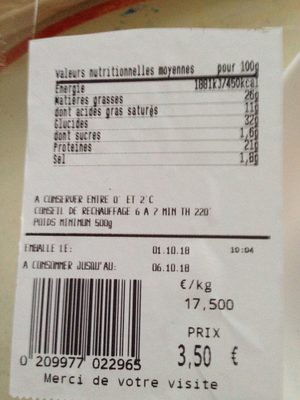 Valeurs nutritionnelles moyennes pour 100g
Energie 1881kJ/450kcal
Matières grasses 26g
dont acides gras saturés 11g
Glucides 32g
dont sucres 1,6g
Proteines 21g
Sel 1,8g
A CONSERVER ENTRE 0° ET 2°C
CONSEIL DE RECHAUFFAGE 6 A 7 MIN TH 220°
POIDS MINIMUM 500g
EMBALLE LE: 01.10.18 10:04
A CONSOMMER JUSQU'AU: 06.10.18
€/kg
17,500
PRIX
3,50 €
0 209977 022965
Merci de votre visite